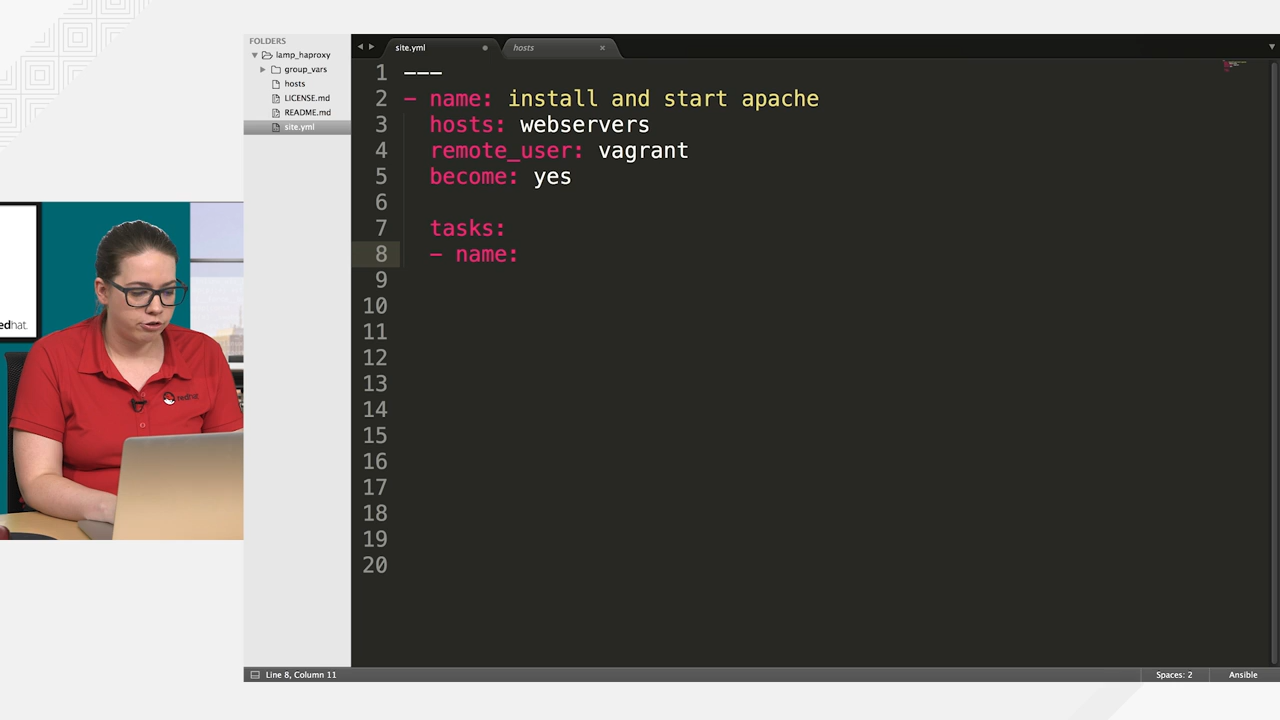 FOLDERS
lamp_haproxy
group_vars
hosts
LICENSE.md
README.md
site.yml
site.yml
hosts
1 ---
2 - name: install and start apache
3 hosts: webservers
4 remote_user: vagrant
5 become: yes
6
7 tasks:
8 - name:
9
10
11
12
13
14
15
16
17
18
19
20
Line 8, Column 11
Spaces: 2
Ansible
edhat.
redhat